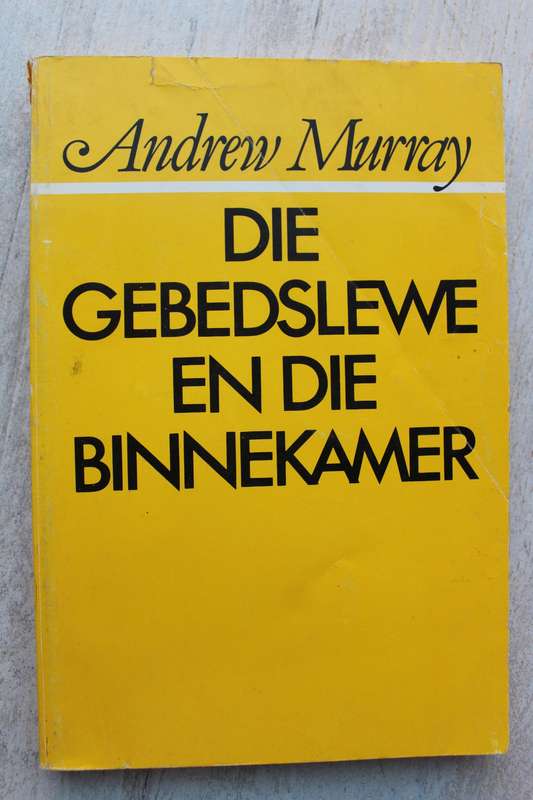 Andrew Murray
DIE
GEBEDSLEWE
EN DIE
BINNEKAMER